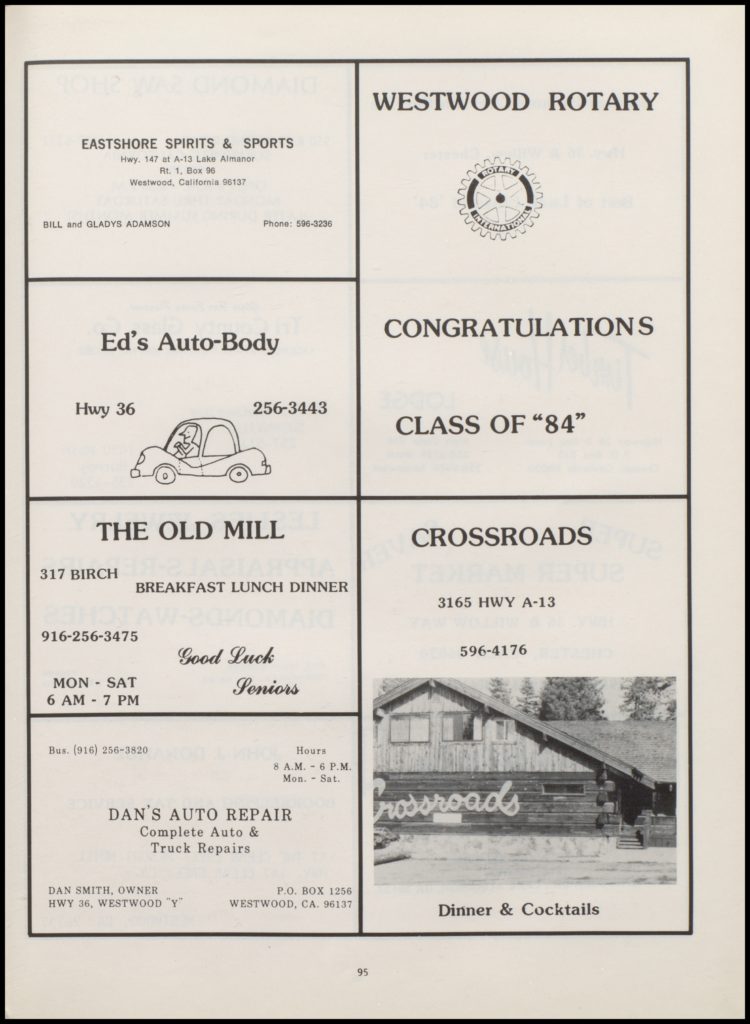 EASTSHORE SPIRITS & SPORTS
Hwy. 147 at A-13 Lake Almanor
Rt. 1, Box 96
Westwood, California 96137
BILL and GLADYS ADAMSON Phone: 596-3236
WESTWOOD ROTARY
ROTARY
INTERNATIONAL
Ed's Auto-Body
Hwy 36 256-3443
CONGRATULATIONS
CLASS OF "84"
THE OLD MILL
317 BIRCH
BREAKFAST LUNCH DINNER
916-256-3475
Good Luck
Seniors
MON - SAT
6 AM - 7 PM
CROSSROADS
3165 HWY A-13
596-4176
Crossroads
Dinner & Cocktails
Bus. (916) 256-3820 Hours
8 A.M. - 6 P.M.
Mon. - Sat.
DAN'S AUTO REPAIR
Complete Auto &
Truck Repairs
DAN SMITH, OWNER P.O. BOX 1256
HWY 36, WESTWOOD "Y" WESTWOOD, CA. 96137
95